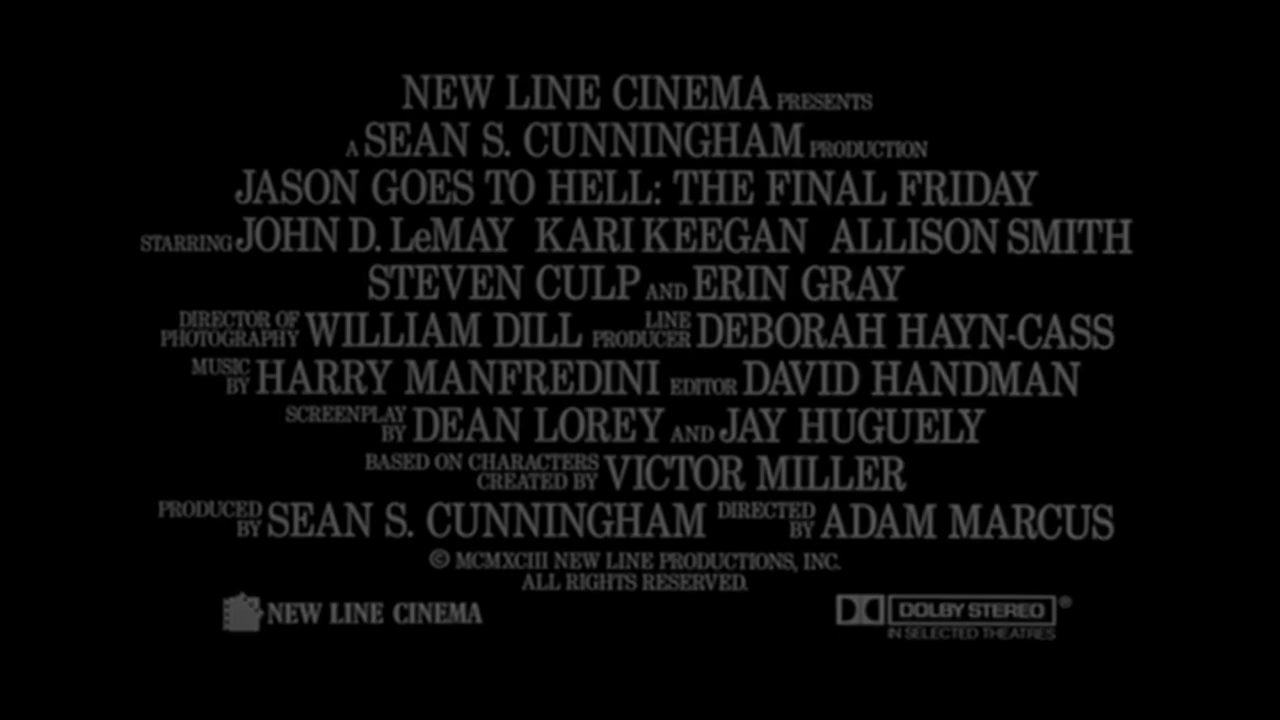 NEW LINE CINEMA PRESENTS
A SEAN S. CUNNINGHAM PRODUCTION
JASON GOES TO HELL: THE FINAL FRIDAY
STARRING JOHN D. LeMAY KARI KEEGAN ALLISON SMITH
STEVEN CULP AND ERIN GRAY
DIRECTOR OF PHOTOGRAPHY WILLIAM DILL LINE PRODUCER DEBORAH HAYN-CASS
MUSIC BY HARRY MANFREDINI EDITOR DAVID HANDMAN
SCREENPLAY BY DEAN LOREY AND JAY HUGUELY
BASED ON CHARACTERS CREATED BY VICTOR MILLER
PRODUCED BY SEAN S. CUNNINGHAM DIRECTED BY ADAM MARCUS
© MCMXCIII NEW LINE PRODUCTIONS, INC.
ALL RIGHTS RESERVED.
NEW LINE CINEMA
DOLBY STEREO ®
IN SELECTED THEATRES